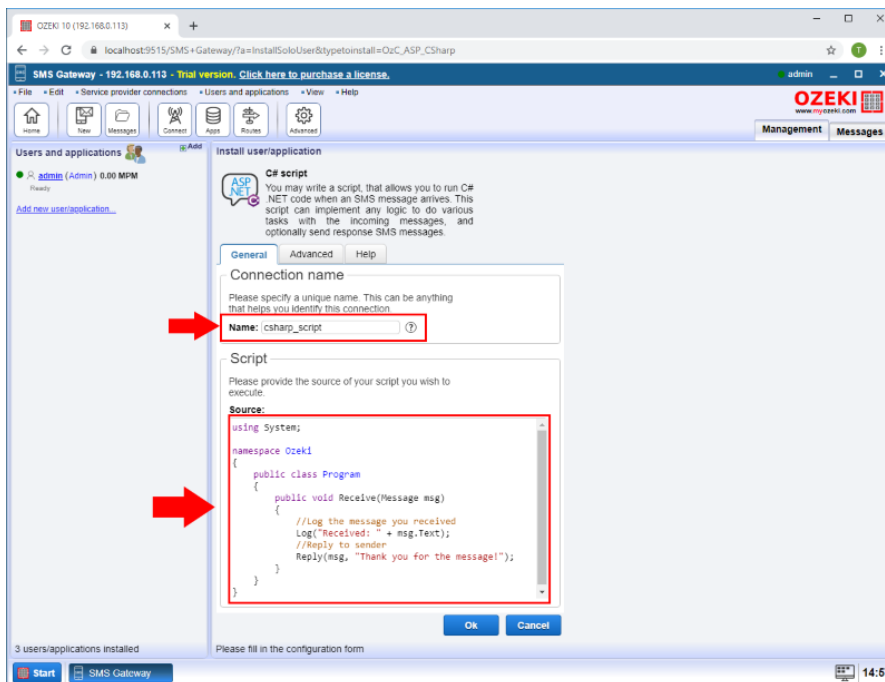 OZEKI 10 (192.168.0.113)
localhost:9515/SMS+Gateway/?a=InstallSoloUser&typetoinstall=OzC_ASP_CSharp
T
SMS Gateway - 192.168.0.113 - Trial version. Click here to purchase a license.
admin
File Edit Service provider connections Users and applications View Help
OZEKI
www.myozeki.com
Home New Messages Connect Apps Routes Advanced
Management Messages
Users and applications Add
admin (Admin) 0.00 MPM
Ready
Add new user/application...
Install user/application
ASP
.NET
C# script
You may write a script, that allows you to run C#
.NET code when an SMS message arrives. This
script can implement any logic to do various
tasks with the incoming messages, and
optionally send response SMS messages.
General Advanced Help
Connection name
Please specify a unique name. This can be anything
that helps you identify this connection.
Name: csharp_script ?
Script
Please provide the source of your script you wish to
execute.
Source:
using System;
namespace Ozeki
{
public class Program
{
public void Receive(Message msg)
{
//Log the message you received
Log("Received: " + msg.Text);
//Reply to sender
Reply(msg, "Thank you for the message!");
}
}
}
Ok Cancel
3 users/applications installed
Please fill in the configuration form
Start SMS Gateway
14:5